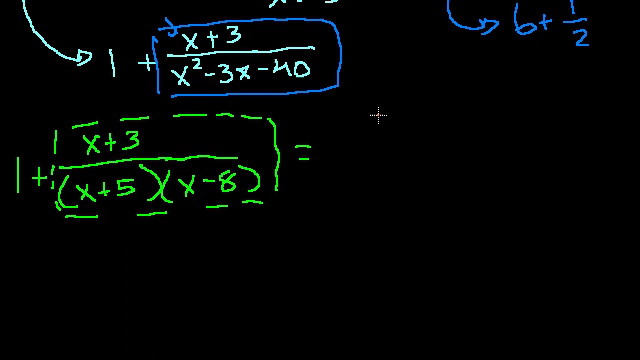 1 + x+3 / x²-3x-40
6 + 1/2
1 + x+3 / (x+5)(x-8) =